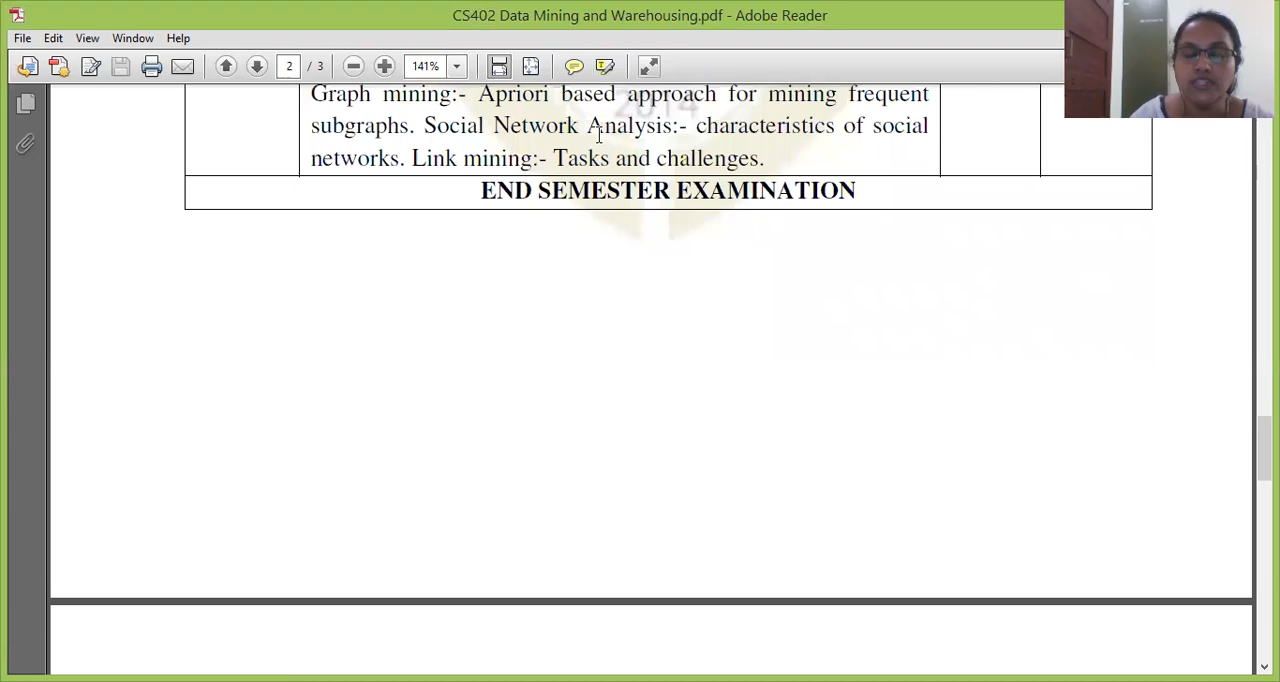 CS402 Data Mining and Warehousing.pdf - Adobe Reader
File Edit View Window Help
2 / 3 141%
Graph mining:- Apriori based approach for mining frequent
2014
subgraphs. Social Network Analysis:- characteristics of social
networks. Link mining:- Tasks and challenges.
END SEMESTER EXAMINATION